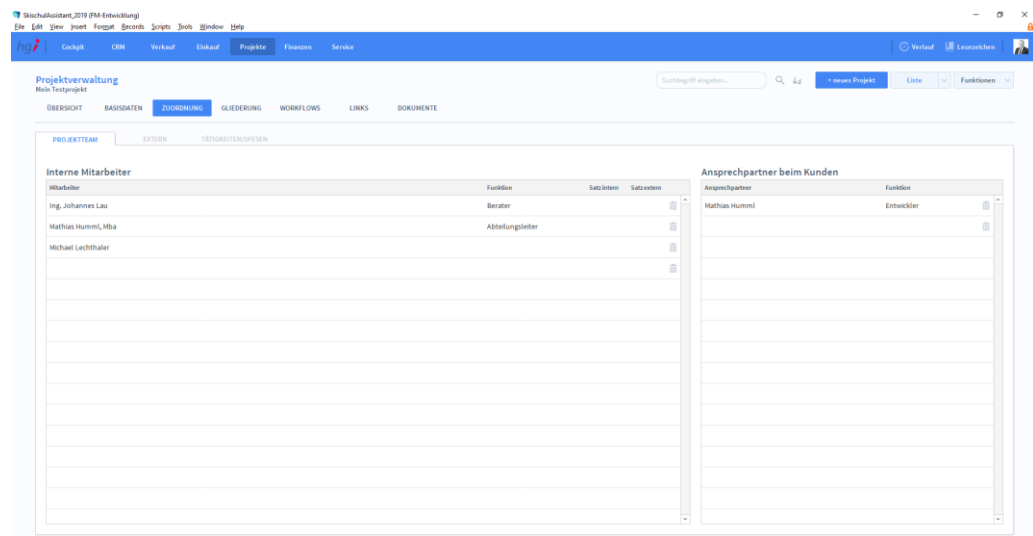 SkischulAssistant_2019 (FM-Entwicklung)
File Edit View Insert Format Records Scripts Tools Window Help
hgi Cockpit CRM Verkauf Einkauf Projekte Finanzen Service Verlauf Lesezeichen
Projektverwaltung
Mein Testprojekt
Suchbegriff eingeben... + neues Projekt Liste Funktionen
ÜBERSICHT BASISDATEN ZUORDNUNG GLIEDERUNG WORKFLOWS LINKS DOKUMENTE
PROJEKTTEAM EXTERN TÄTIGKEITEN/SPESEN
Interne Mitarbeiter Ansprechpartner beim Kunden
Mitarbeiter Funktion Satz intern Satz extern Ansprechpartner Funktion
Ing. Johannes Lau Berater Mathias Humml Entwickler
Mathias Humml, Mba Abteilungsleiter
Michael Lechthaler